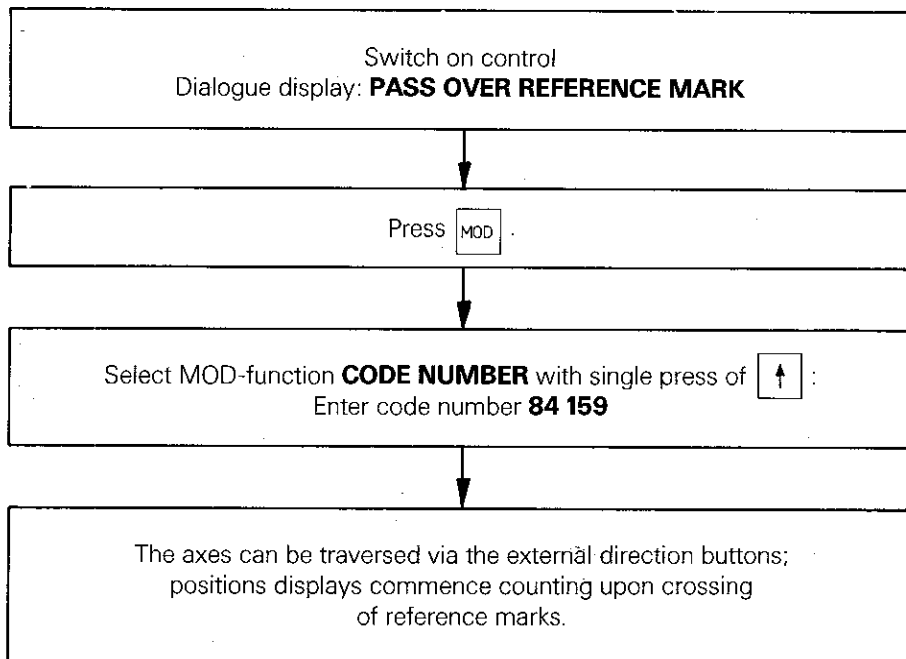 Switch on control
Dialogue display: PASS OVER REFERENCE MARK
Press MOD .
Select MOD-function CODE NUMBER with single press of ↑ :
Enter code number 84 159
The axes can be traversed via the external direction buttons;
positions displays commence counting upon crossing
of reference marks.